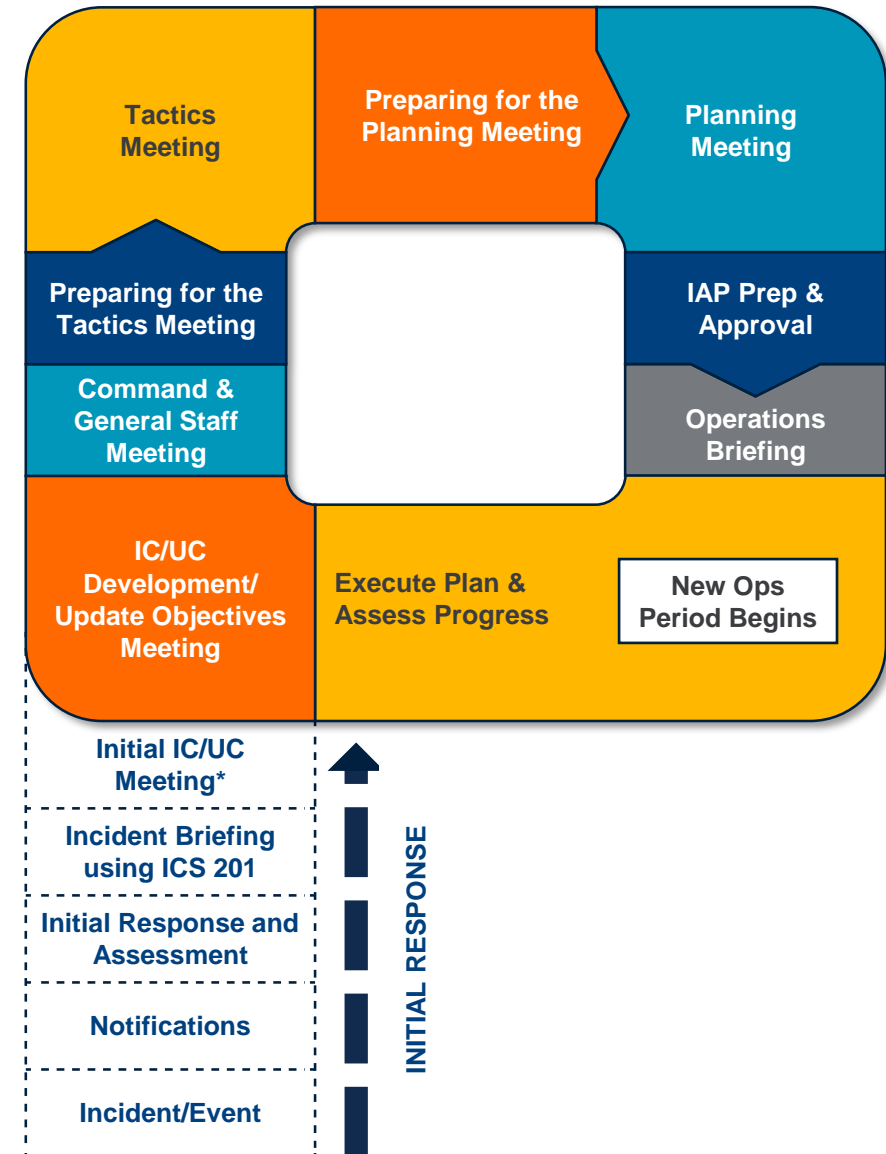 Tactics
Meeting
Preparing for the
Planning Meeting
Planning
Meeting
Preparing for the
Tactics Meeting
IAP Prep &
Approval
Command &
General Staff
Meeting
Operations
Briefing
IC/UC
Development/
Update Objectives
Meeting
Execute Plan &
Assess Progress
New Ops
Period Begins
Initial IC/UC
Meeting*
Incident Briefing
using ICS 201
Initial Response and
Assessment
Notifications
Incident/Event
INITIAL RESPONSE